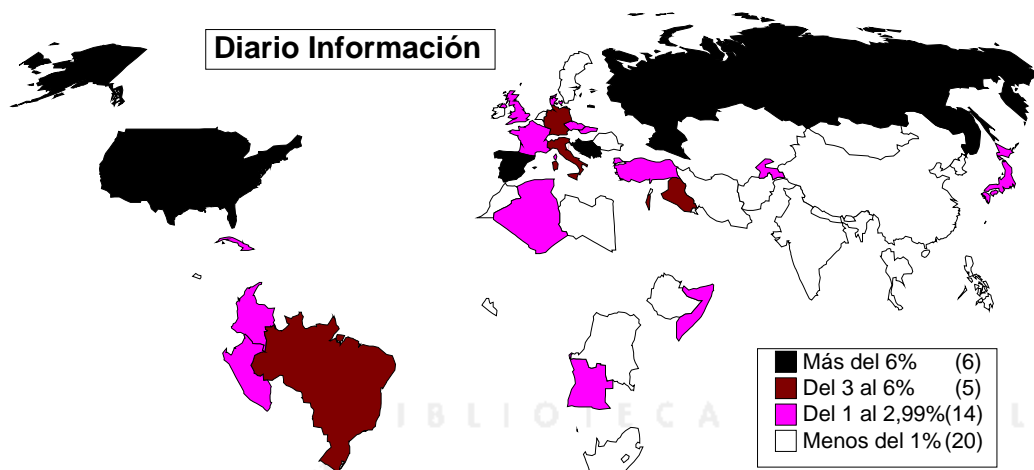 Diario Información
Más del 6% (6)
Del 3 al 6% (5)
Del 1 al 2,99%(14)
Menos del 1% (20)
BIBLIOTECA